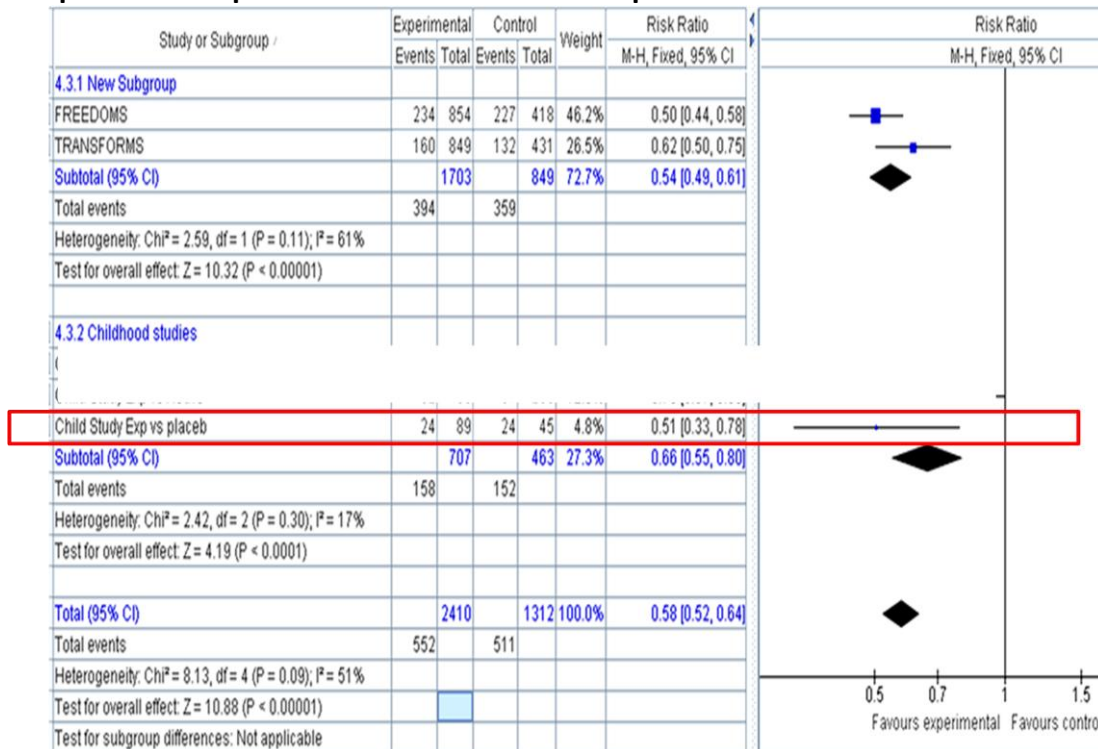 Study or Subgroup Experimental Control Weight Risk Ratio Risk Ratio
Events Total Events Total M-H, Fixed, 95% CI M-H, Fixed, 95% CI
4.3.1 New Subgroup
FREEDOMS 234 854 227 418 46.2% 0.50 [0.44, 0.58]
TRANSFORMS 160 849 132 431 26.5% 0.62 [0.50, 0.75]
Subtotal (95% CI) 1703 849 72.7% 0.54 [0.49, 0.61]
Total events 394 359
Heterogeneity: Chi² = 2.59, df = 1 (P = 0.11); I² = 61%
Test for overall effect: Z = 10.32 (P < 0.00001)
4.3.2 Childhood studies
Child Study Exp vs placeb 24 89 24 45 4.8% 0.51 [0.33, 0.78]
Subtotal (95% CI) 707 463 27.3% 0.66 [0.55, 0.80]
Total events 158 152
Heterogeneity: Chi² = 2.42, df = 2 (P = 0.30); I² = 17%
Test for overall effect: Z = 4.19 (P < 0.0001)
Total (95% CI) 2410 1312 100.0% 0.58 [0.52, 0.64]
Total events 552 511
Heterogeneity: Chi² = 8.13, df = 4 (P = 0.09); I² = 51%
Test for overall effect: Z = 10.88 (P < 0.00001)
Test for subgroup differences: Not applicable
0.5 0.7 1 1.5
Favours experimental Favours contro